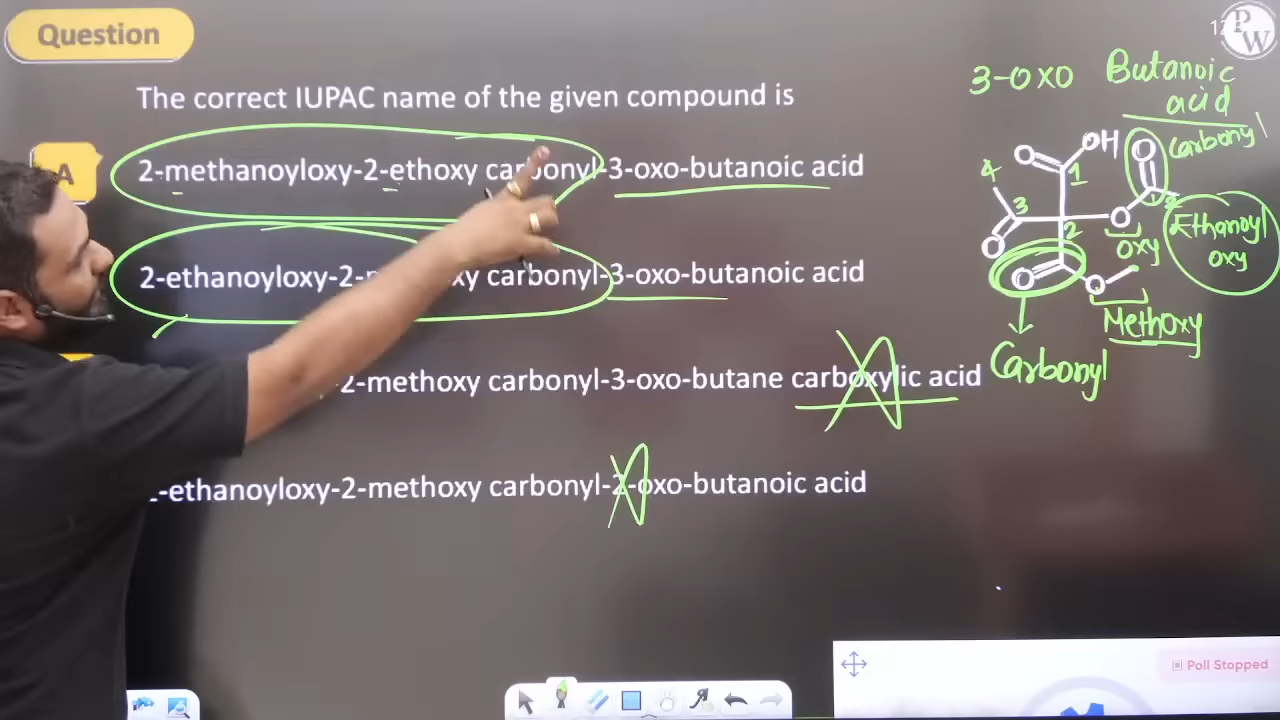 Question
The correct IUPAC name of the given compound is
A
2-methanoyloxy-2-ethoxy carbonyl-3-oxo-butanoic acid
2-ethanoyloxy-2- carbonyl-3-oxo-butanoic acid
2-methoxy carbonyl-3-oxo-butane carboxylic acid
-ethanoyloxy-2-methoxy carbonyl-2-oxo-butanoic acid
3-OXO Butanoic
acid
OH
O
O
Carbonyl
4
1
3
2
O
O
Oxy
Ethanoyl
oxy
O
O
Methoxy
Carbonyl
PW
Poll Stopped